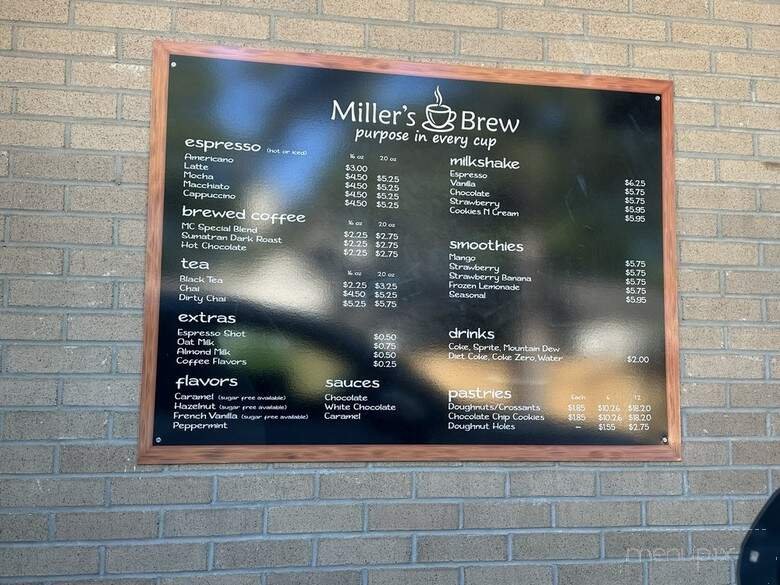 Miller's Brew
purpose in every cup
espresso (hot or iced) 16 oz 20 oz
Americano $3.00
Latte $4.50 $5.25
Mocha $4.50 $5.25
Macchiato $4.50 $5.25
Cappuccino $4.50 $5.25
brewed coffee 16 oz 20 oz
MC Special Blend $2.25 $2.75
Sumatran Dark Roast $2.25 $2.75
Hot Chocolate $2.25 $2.75
tea 16 oz 20 oz
Black Tea $2.25 $3.25
Chai $4.50 $5.25
Dirty Chai $5.25 $5.75
extras
Espresso Shot $0.50
Oat Milk $0.75
Almond Milk $0.50
Coffee Flavors $0.25
flavors
Caramel (sugar free available)
Hazelnut (sugar free available)
French Vanilla (sugar free available)
Peppermint
sauces
Chocolate
White Chocolate
Caramel
milkshake
Espresso $6.25
Vanilla $5.75
Chocolate $5.75
Strawberry $5.95
Cookies N Cream $5.95
smoothies
Mango $5.75
Strawberry $5.75
Strawberry Banana $5.75
Frozen Lemonade $5.75
Seasonal $5.95
drinks
Coke, Sprite, Mountain Dew
Diet Coke, Coke Zero, Water $2.00
pastries Each 6 12
Doughnuts/Crossants $1.85 $10.26 $18.20
Chocolate Chip Cookies $1.85 $10.26 $18.20
Doughnut Holes – $1.55 $2.75
menupix